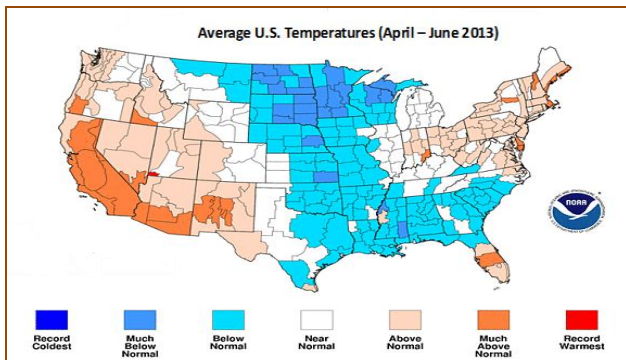 Average U.S. Temperatures (April – June 2013)
noaa
Record
Coldest
Much
Below
Normal
Below
Normal
Near
Normal
Above
Normal
Much
Above
Normal
Record
Warmest